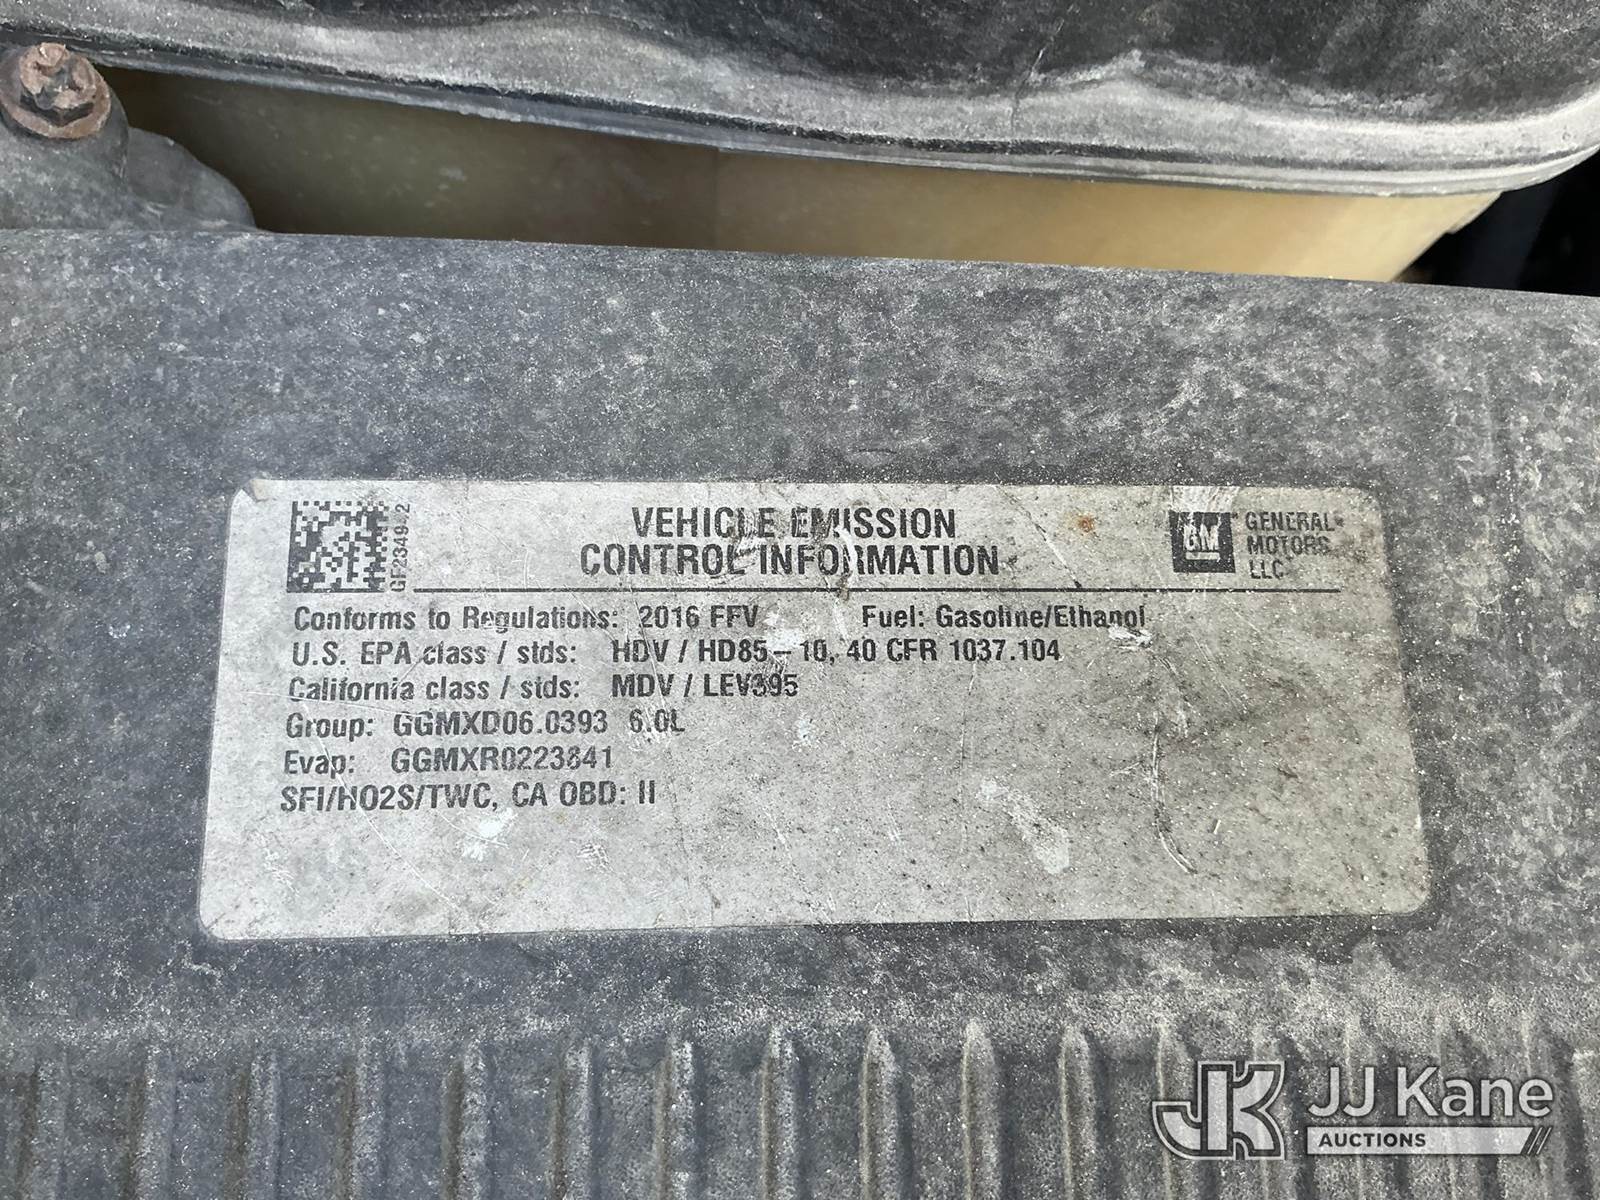 VEHICLE EMISSION
CONTROL INFORMATION
GM GENERAL
MOTORS
LLC
Conforms to Regulations: 2016 FFV Fuel: Gasoline/Ethanol
U.S. EPA class / stds: HDV / HD85-10, 40 CFR 1037.104
California class / stds: MDV / LEV395
Group: GGMXD06.0393 6.0L
Evap: GGMXR0223841
SFI/HO2S/TWC, CA OBD: II
JK JJ Kane
AUCTIONS